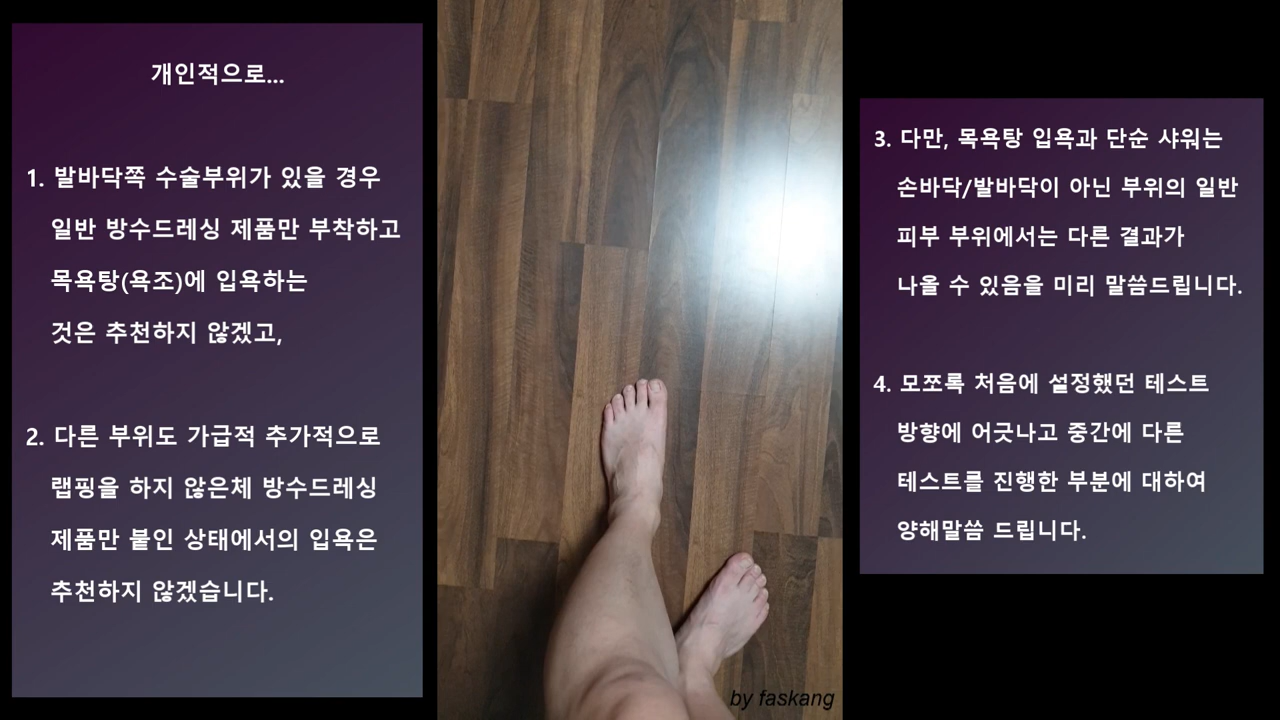 개인적으로...
1. 발바닥쪽 수술부위가 있을 경우
일반 방수드레싱 제품만 부착하고
목욕탕(욕조)에 입욕하는
것은 추천하지 않겠고,
2. 다른 부위도 가급적 추가적으로
랩핑을 하지 않은체 방수드레싱
제품만 붙인 상태에서의 입욕은
추천하지 않겠습니다.
by faskang
3. 다만, 목욕탕 입욕과 단순 샤워는
손바닥/발바닥이 아닌 부위의 일반
피부 부위에서는 다른 결과가
나올 수 있음을 미리 말씀드립니다.
4. 모쪼록 처음에 설정했던 테스트
방향에 어긋나고 중간에 다른
테스트를 진행한 부분에 대하여
양해말씀 드립니다.